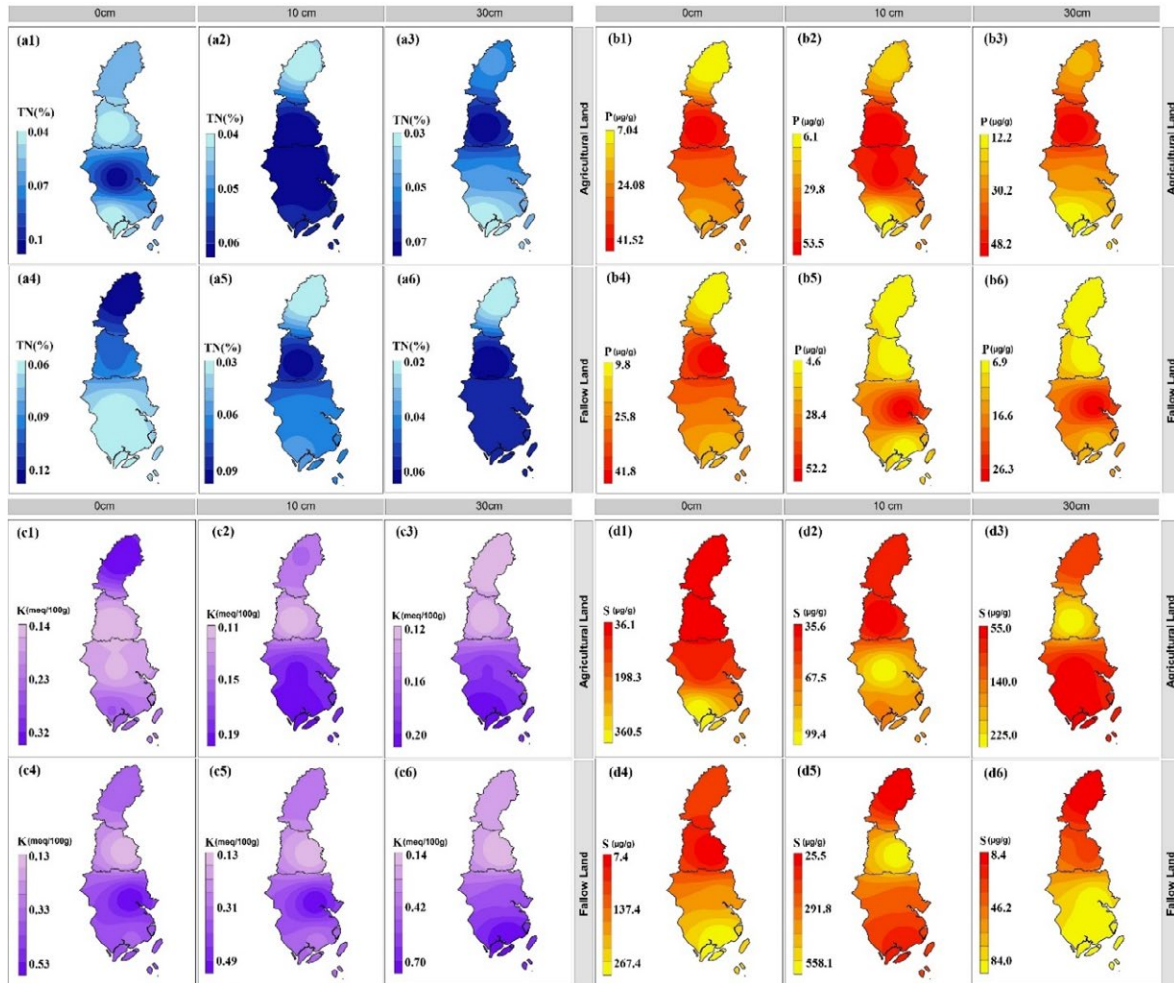 0cm 10 cm 30cm 0cm 10 cm 30cm
(a1) (a2) (a3) (b1) (b2) (b3)
TN(%) TN(%) TN(%) P (µg/g) P (µg/g) P (µg/g)
0.04 0.04 0.03 7.04 6.1 12.2
0.07 0.05 0.05 24.08 29.8 30.2
0.1 0.06 0.07 41.52 53.5 48.2
Agricultural Land Agricultural Land
(a4) (a5) (a6) (b4) (b5) (b6)
TN(%) TN(%) TN(%) P (µg/g) P (µg/g) P (µg/g)
0.06 0.03 0.02 9.8 4.6 6.9
0.09 0.06 0.04 25.8 28.4 16.6
0.12 0.09 0.06 41.8 52.2 26.3
Fallow Land Fallow Land
0cm 10 cm 30cm 0cm 10 cm 30cm
(c1) (c2) (c3) (d1) (d2) (d3)
K(meq/100g) K(meq/100g) K(meq/100g) S (µg/g) S (µg/g) S (µg/g)
0.14 0.11 0.12 36.1 35.6 55.0
0.23 0.15 0.16 198.3 67.5 140.0
0.32 0.19 0.20 360.5 99.4 225.0
Agricultural Land Agricultural Land
(c4) (c5) (c6) (d4) (d5) (d6)
K(meq/100g) K(meq/100g) K(meq/100g) S (µg/g) S (µg/g) S (µg/g)
0.13 0.13 0.14 7.4 25.5 8.4
0.33 0.31 0.42 137.4 291.8 46.2
0.53 0.49 0.70 267.4 558.1 84.0
Fallow Land Fallow Land